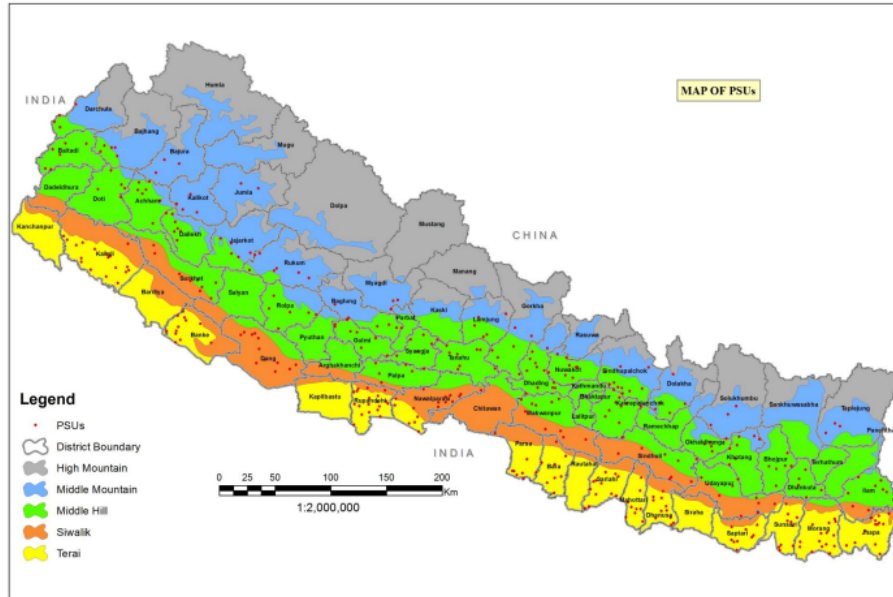 MAP OF PSUs
INDIA
CHINA
INDIA
Humla
Darchula
Bajhang
Mugu
Bajura
Baitadi
Dadeldhura
Doti
Achham
Kalikot
Jumla
Dolpa
Mustang
Kanchanpur
Kailali
Dailekh
Jajarkot
Rukum
Manang
Surkhet
Salyan
Myagdi
Bardiya
Banke
Rolpa
Baglung
Parbat
Kaski
Lamjung
Gorkha
Rasuwa
Dang
Pyuthan
Gulmi
Syangja
Tanahu
Nuwakot
Sindhupalchok
Dolakha
Arghakhanchi
Palpa
Dhading
Kathmandu
Bhaktapur
Solukhumbu
Sankhuwasabha
Taplejung
Kapilbastu
Chitawan
Makwanpur
Lalitpur
Ramechhap
Okhaldhunga
Khotang
Bhojpur
Terhathum
Parsa
Bara
Rautahat
Sindhuli
Udayapur
Dhankuta
Ilam
Sarlahi
Mahottari
Dhanusa
Siraha
Saptari
Sunsari
Morang
Jhapa
Legend
PSUs
District Boundary
High Mountain
Middle Mountain
Middle Hill
Siwalik
Terai
0 25 50 100 150 200
Km
1:2,000,000